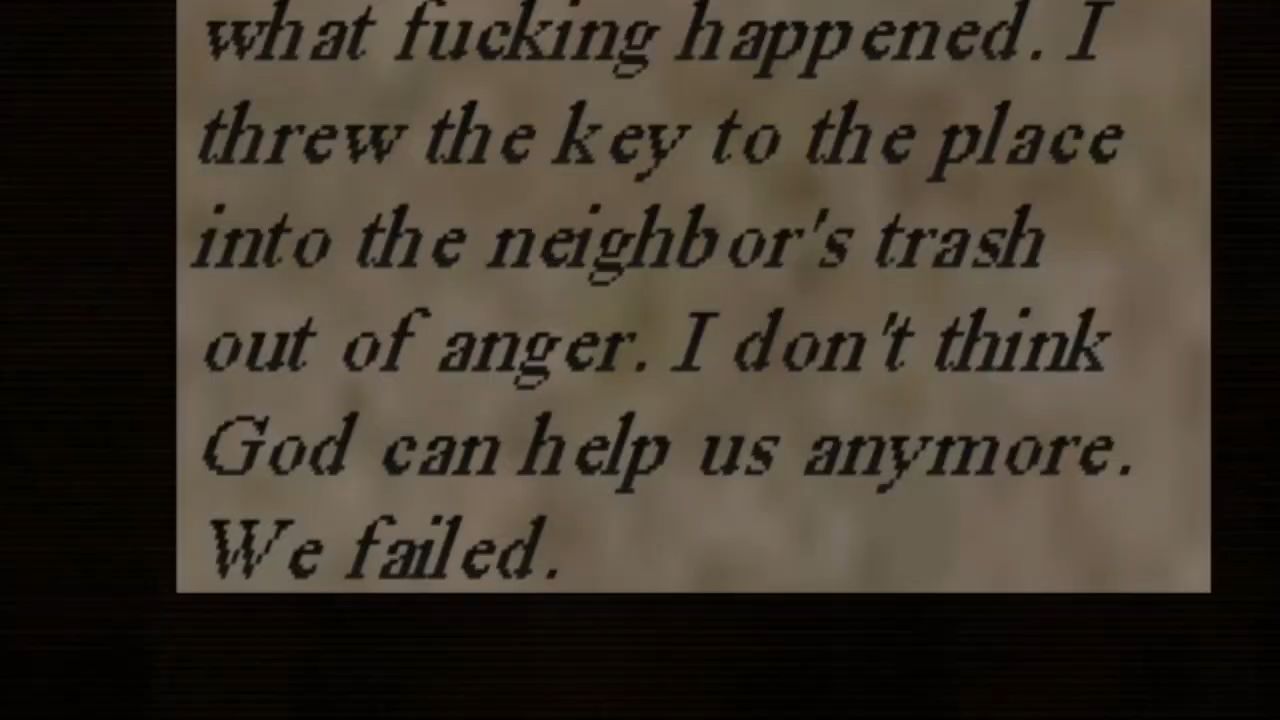 what fucking happened. I
threw the key to the place
into the neighbor's trash
out of anger. I don't think
God can help us anymore.
We failed.